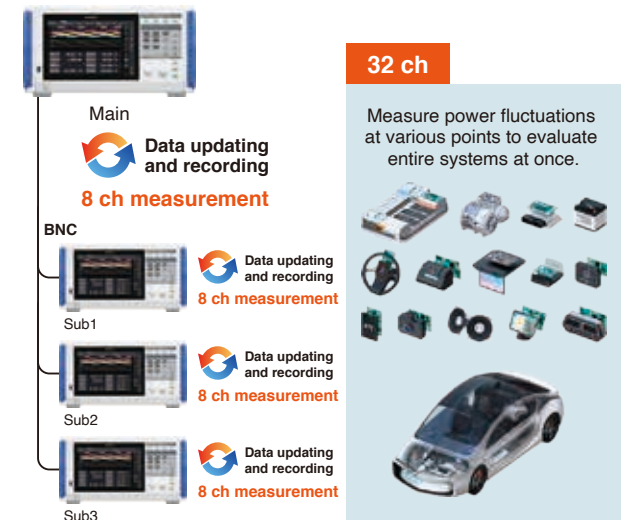 Main
Data updating
and recording
8 ch measurement
BNC
Data updating
and recording
8 ch measurement
Sub1
Data updating
and recording
8 ch measurement
Sub2
Data updating
and recording
8 ch measurement
Sub3
32 ch
Measure power fluctuations
at various points to evaluate
entire systems at once.